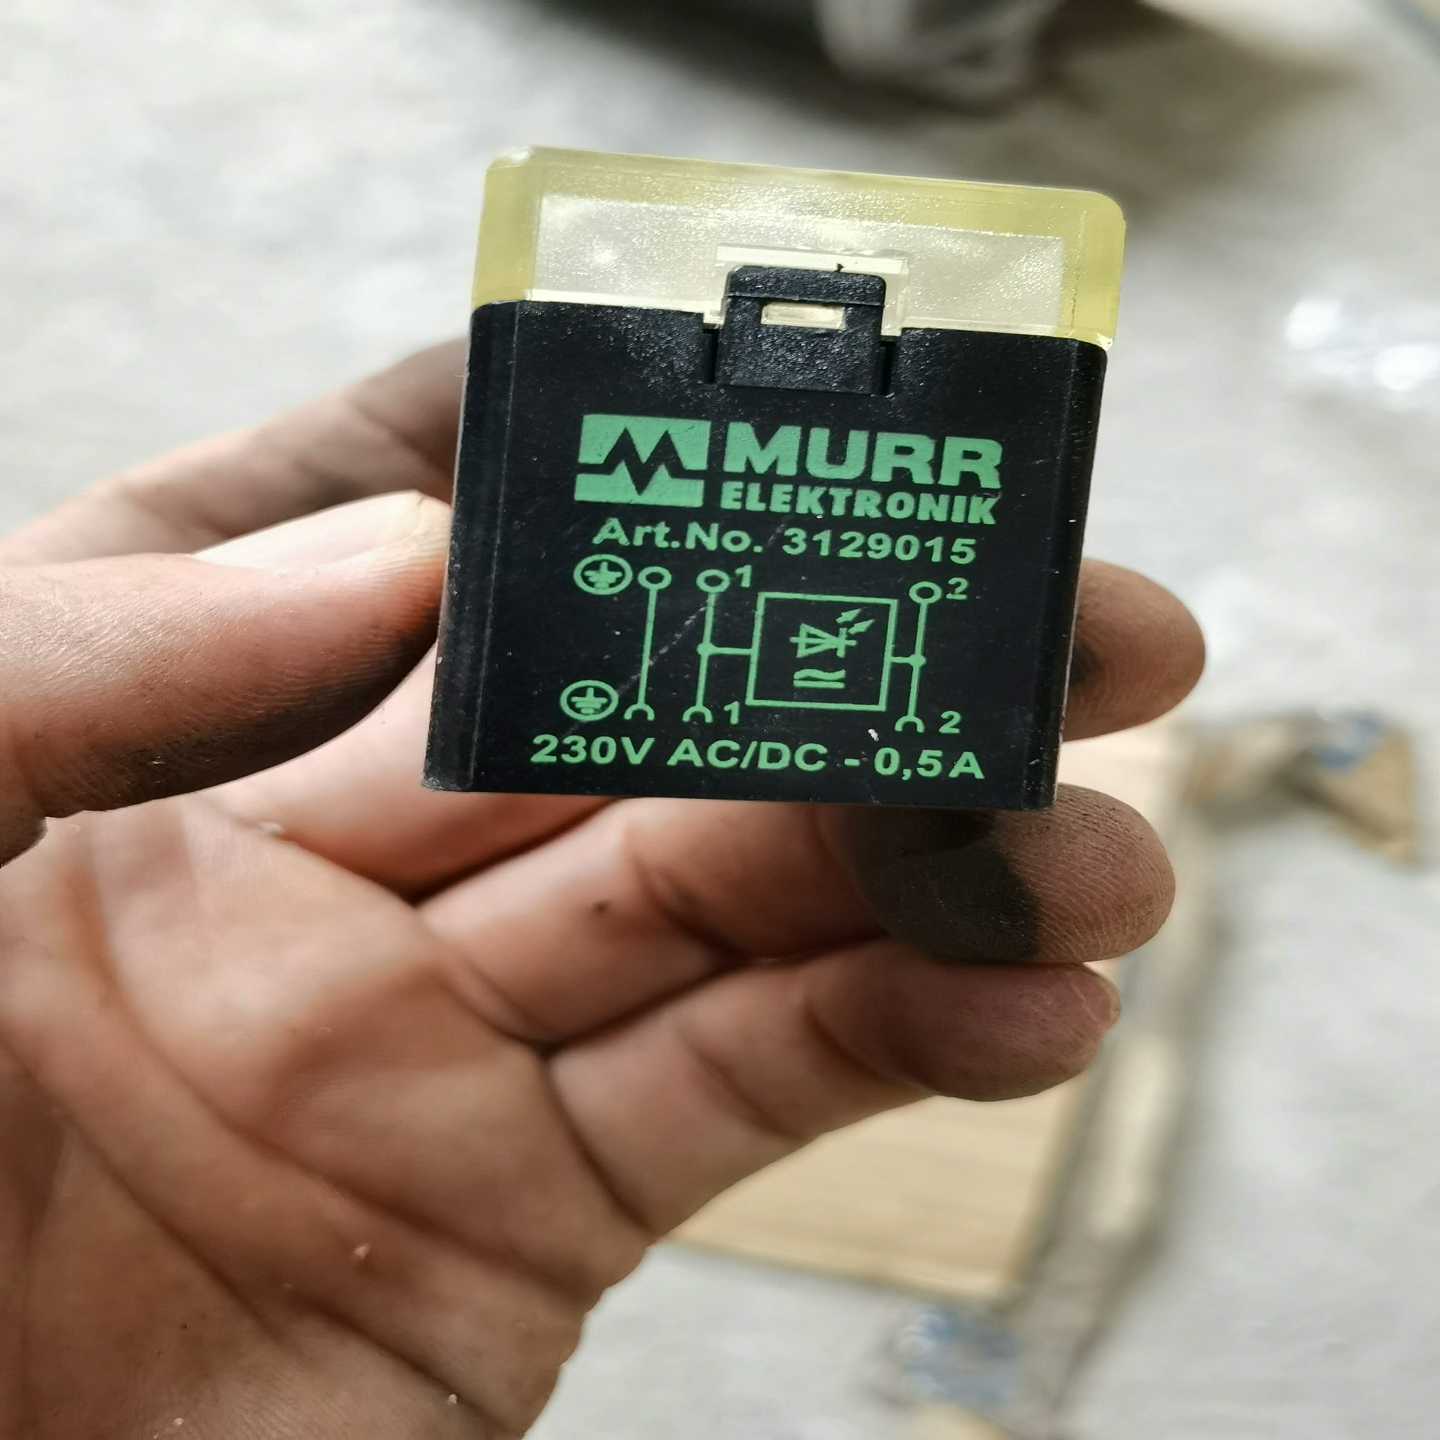 MURR
ELEKTRONIK
Art.No. 3129015
1 2
1 2
230V AC/DC - 0,5A